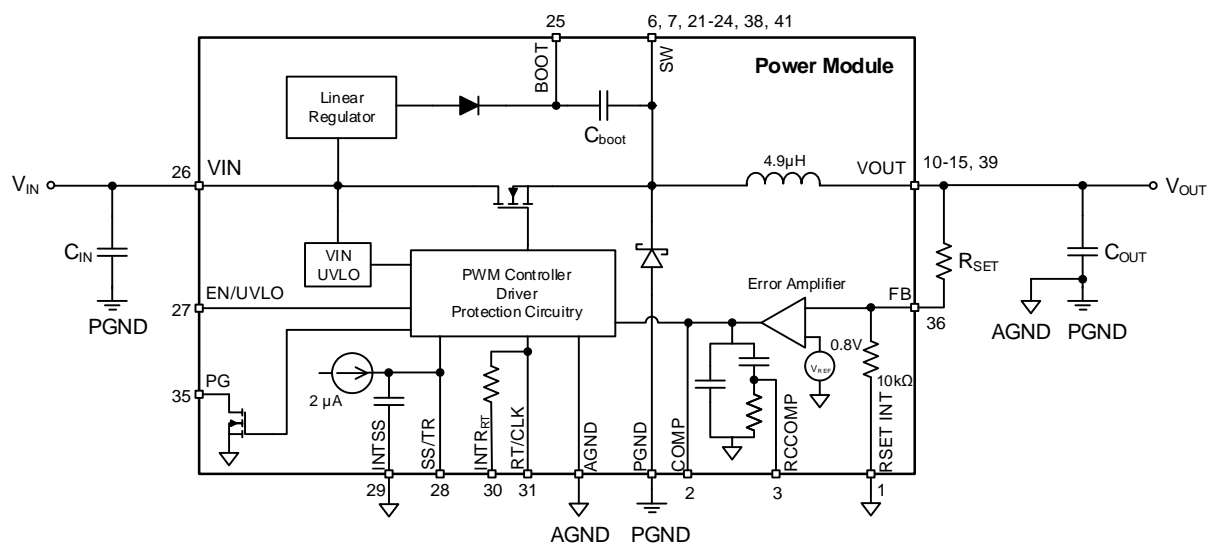 25
6, 7, 21-24, 38, 41
BOOT
SW
Power Module
Linear
Regulator
Cboot
26
VIN
4.9µH
VOUT
10-15, 39
VIN
VOUT
CIN
VIN
UVLO
PWM Controller
Driver
Protection Circuitry
Error Amplifier
RSET
COUT
EN/UVLO
FB
27
36
PGND
AGND
PGND
0.8V
VREF
10kΩ
PG
35
2 µA
INTSS
SS/TR
INTRRT
RT/CLK
AGND
PGND
COMP
RCCOMP
RSET INT
29
28
30
31
2
3
1
AGND
PGND